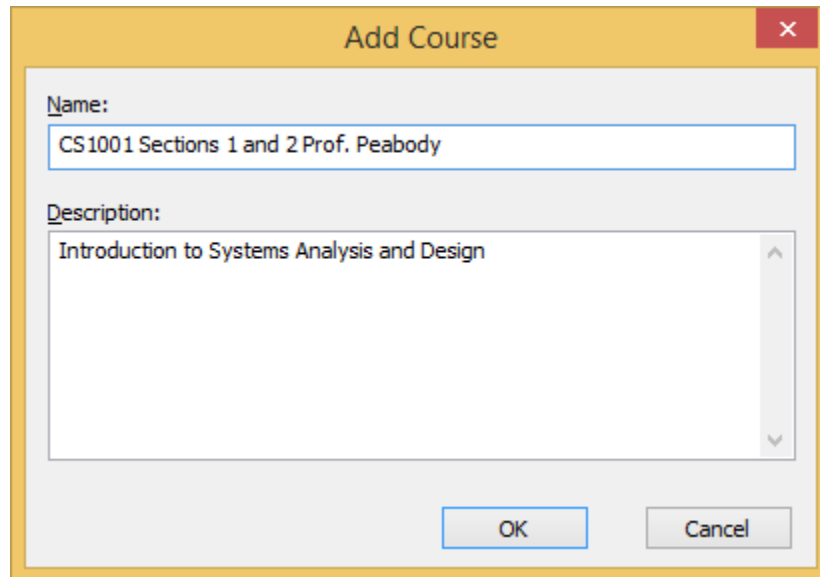 Add Course
Name:
CS1001 Sections 1 and 2 Prof. Peabody
Description:
Introduction to Systems Analysis and Design
OK
Cancel